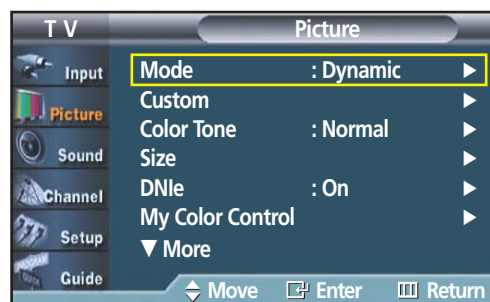 T V
Picture
Input
Picture
Sound
Channel
Setup
Guide
Mode : Dynamic ▶
Custom ▶
Color Tone : Normal ▶
Size ▶
DNIe : On ▶
My Color Control ▶
▼ More
Move Enter Return